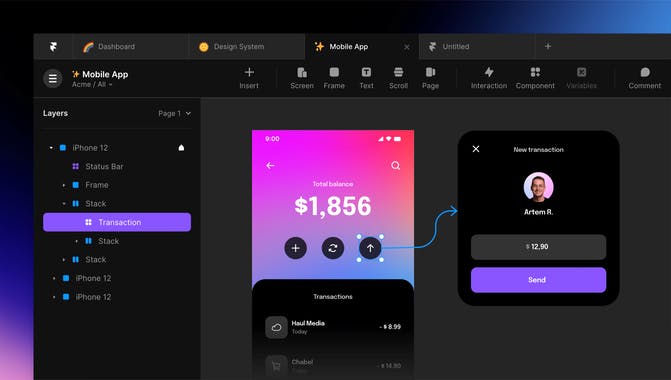 Dashboard
Design System
Mobile App
Untitled
Mobile App
Acme / All
Insert
Screen
Frame
Text
Scroll
Page
Interaction
Component
Variables
Comment
Layers
Page 1
iPhone 12
Status Bar
Frame
Stack
Transaction
Stack
Stack
iPhone 12
iPhone 12
9:00
Total balance
$1,856
Transactions
Haul Media
Today
- $ 8.99
Chabel
Today
- $ 14.90
New transaction
Artem R.
$ 12,90
Send